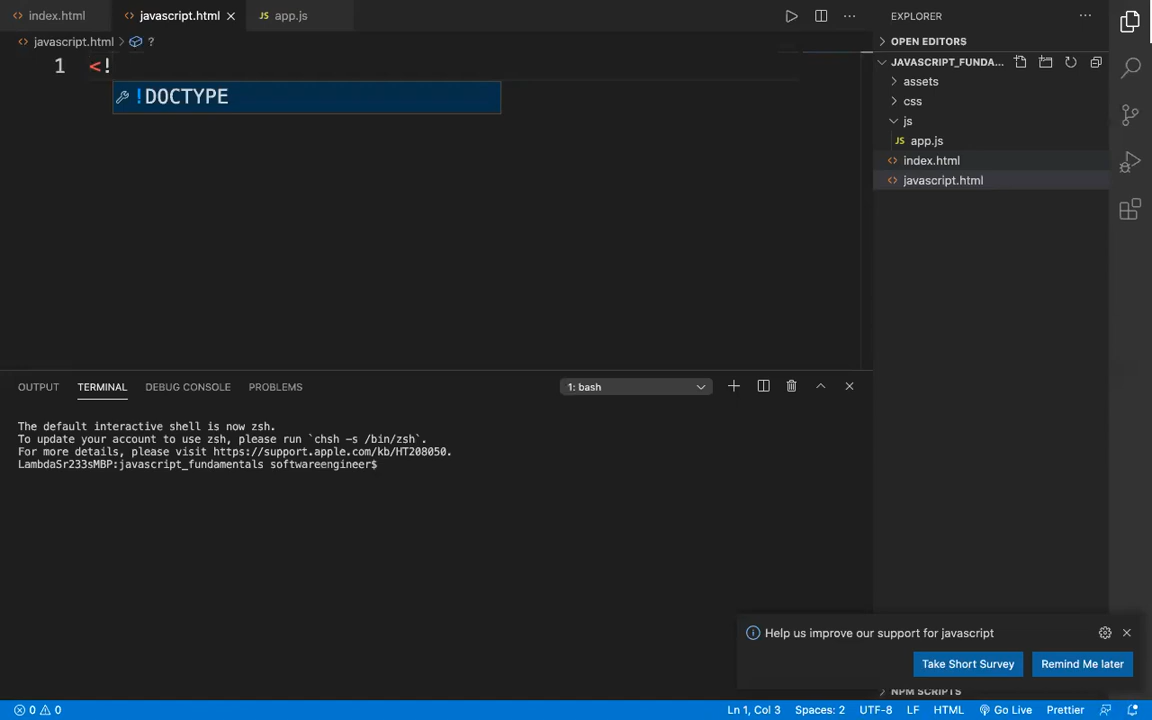 index.html
javascript.html
JS app.js
javascript.html ?
1 <!
!DOCTYPE
EXPLORER
OPEN EDITORS
JAVASCRIPT_FUNDA...
assets
css
js
JS app.js
index.html
javascript.html
OUTPUT TERMINAL DEBUG CONSOLE PROBLEMS
1: bash
The default interactive shell is now zsh.
To update your account to use zsh, please run `chsh -s /bin/zsh`.
For more details, please visit https://support.apple.com/kb/HT208050.
LambdaSr233sMBP:javascript_fundamentals softwareengineer$
Help us improve our support for javascript
Take Short Survey Remind Me later
NPM SCRIPTS
0 0
Ln 1, Col 3 Spaces: 2 UTF-8 LF HTML Go Live Prettier